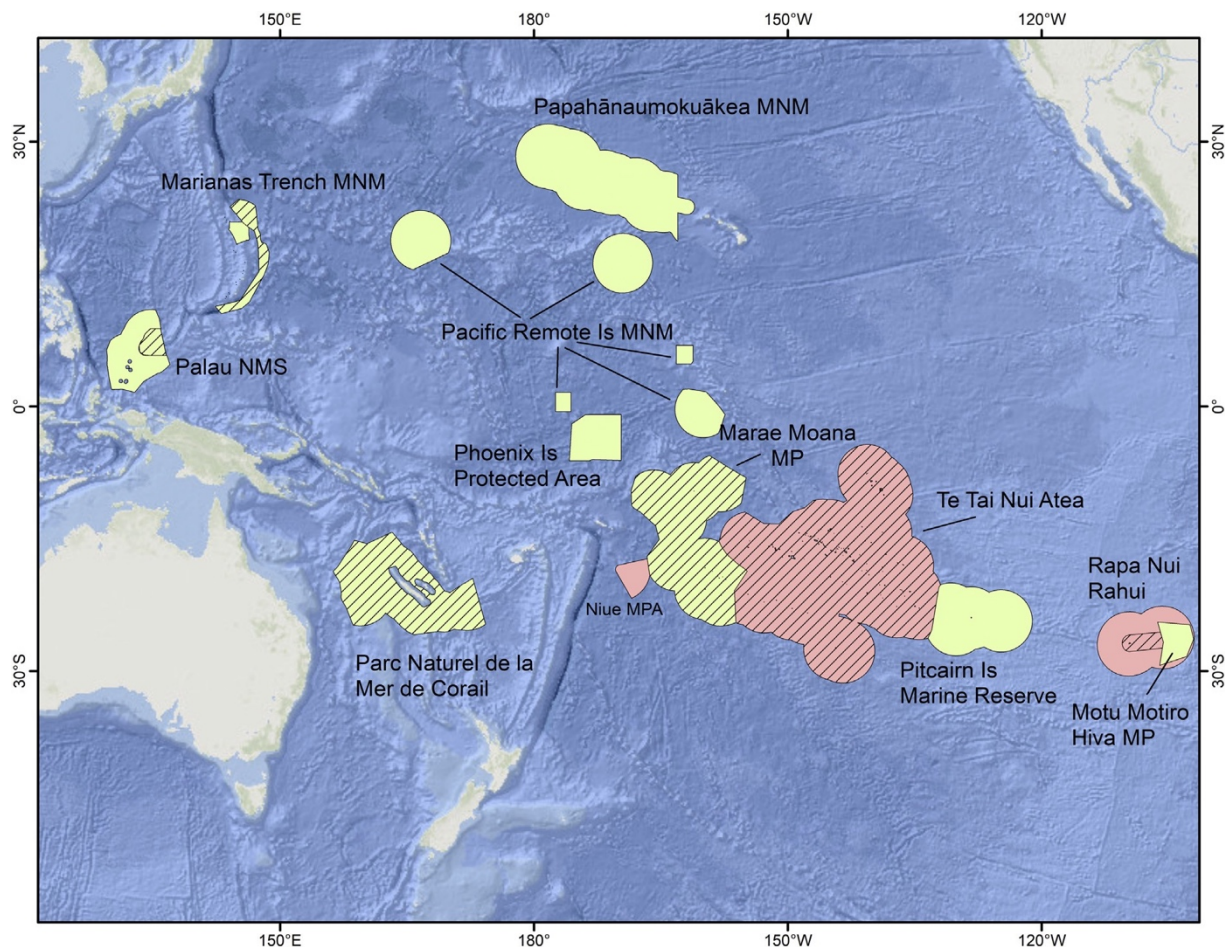 150°E
180°
150°W
120°W
30°N
30°N
Papahānaumokuākea MNM
Marianas Trench MNM
Pacific Remote Is MNM
Palau NMS
0°
0°
Marae Moana
MP
Phoenix Is
Protected Area
Te Tai Nui Atea
Rapa Nui
Rahui
Niue MPA
Parc Naturel de la
Mer de Corail
Pitcairn Is
Marine Reserve
30°S
30°S
Motu Motiro
Hiva MP
150°E
180°
150°W
120°W